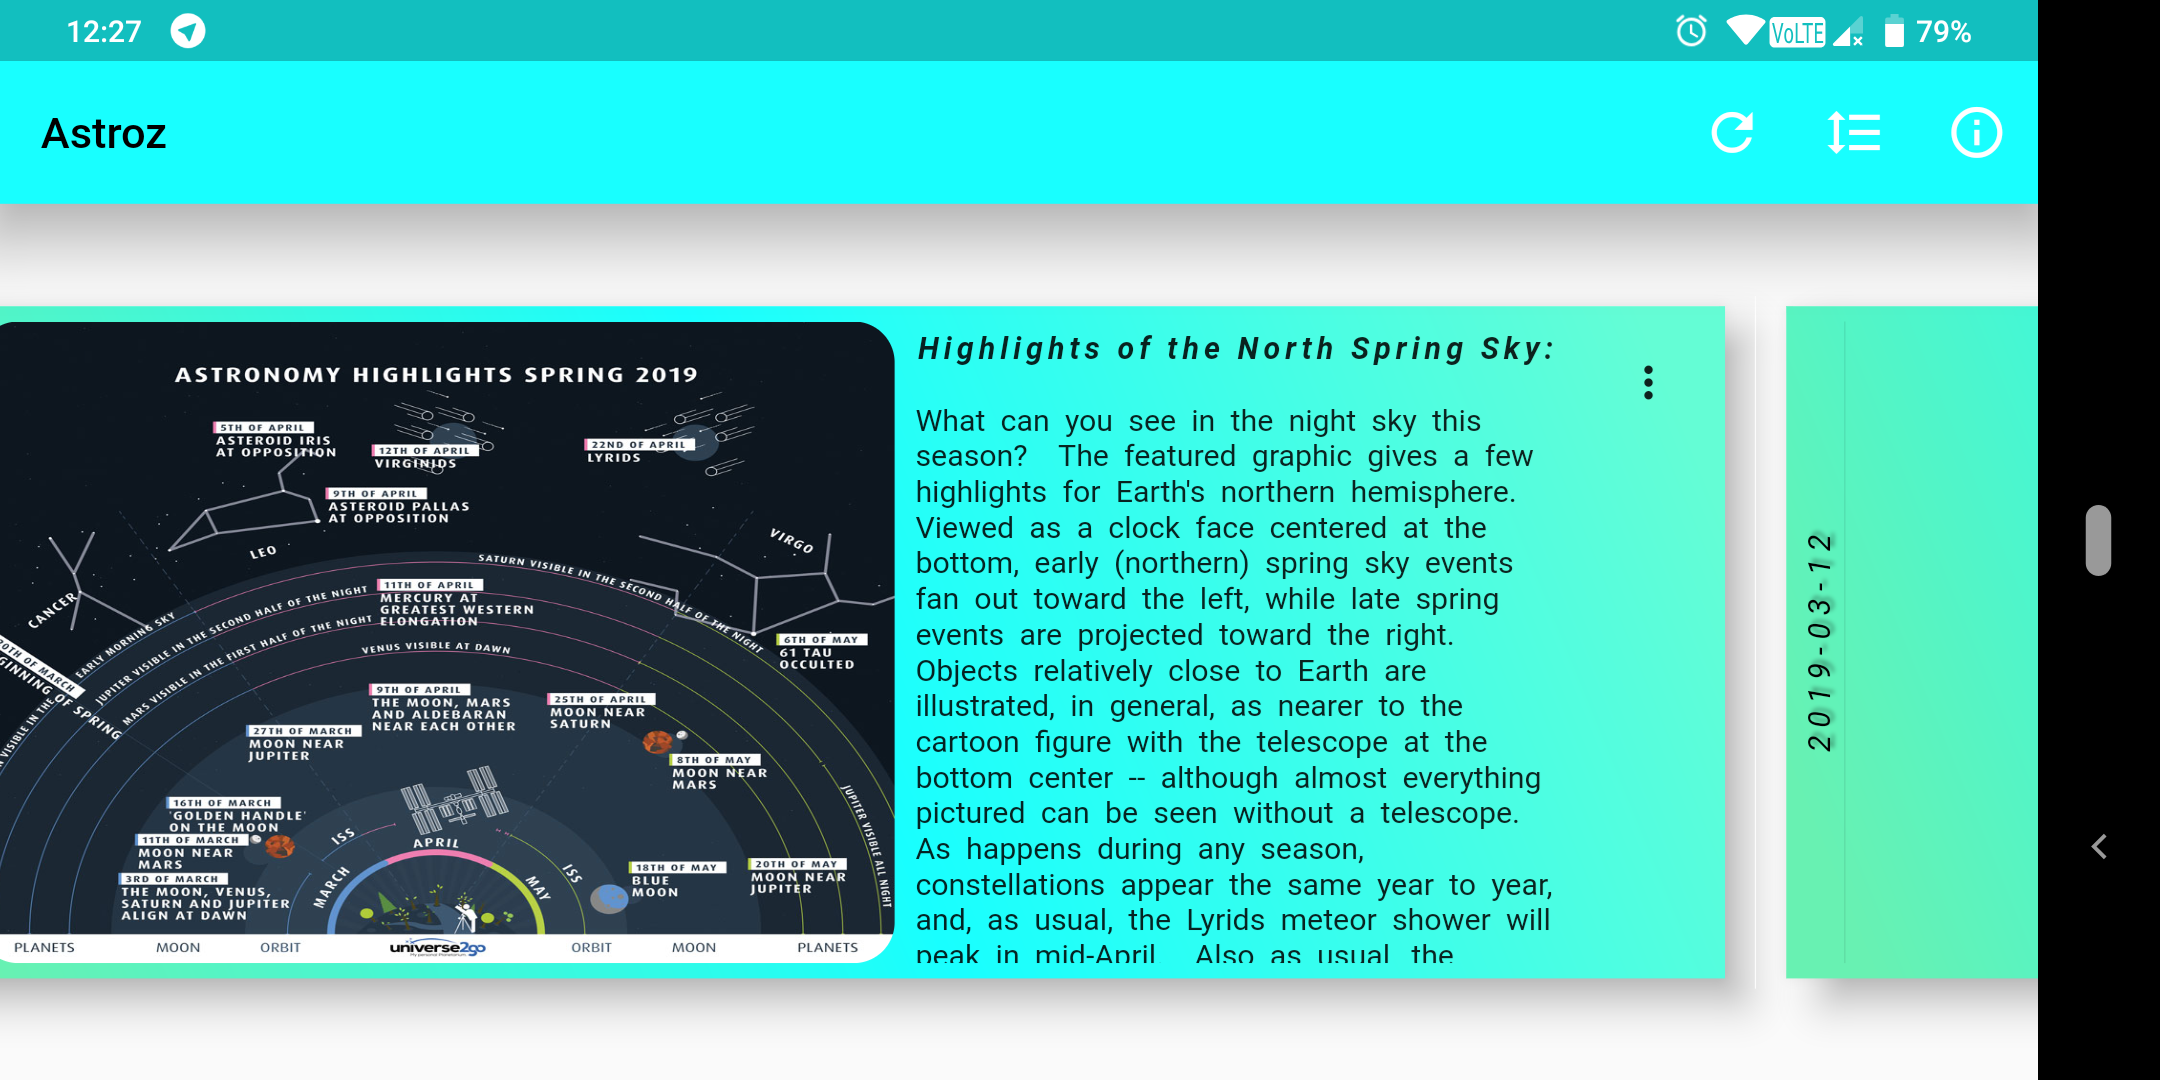 12:27
VoLTE
79%
Astroz
ASTRONOMY HIGHLIGHTS SPRING 2019
5TH OF APRIL
ASTEROID IRIS
AT OPPOSITION
12TH OF APRIL
VIRGINIDS
22ND OF APRIL
LYRIDS
9TH OF APRIL
ASTEROID PALLAS
AT OPPOSITION
LEO
VIRGO
CANCER
SATURN VISIBLE IN THE SECOND HALF OF THE NIGHT
11TH OF APRIL
MERCURY AT
GREATEST WESTERN
ELONGATION
VISIBLE IN THE EARLY MORNING SKY
JUPITER VISIBLE IN THE SECOND HALF OF THE NIGHT
MARS VISIBLE IN THE FIRST HALF OF THE NIGHT
VENUS VISIBLE AT DAWN
6TH OF MAY
61 TAU
OCCULTED
0TH OF MARCH
GINNING OF SPRING
9TH OF APRIL
THE MOON, MARS
AND ALDEBARAN
NEAR EACH OTHER
25TH OF APRIL
MOON NEAR
SATURN
27TH OF MARCH
MOON NEAR
JUPITER
8TH OF MAY
MOON NEAR
MARS
16TH OF MARCH
'GOLDEN HANDLE'
ON THE MOON
11TH OF MARCH
MOON NEAR
MARS
3RD OF MARCH
THE MOON, VENUS,
SATURN AND JUPITER
ALIGN AT DAWN
ISS
MARCH
APRIL
MAY
ISS
18TH OF MAY
BLUE
MOON
20TH OF MAY
MOON NEAR
JUPITER
JUPITER VISIBLE ALL NIGHT
PLANETS MOON ORBIT universe2go ORBIT MOON PLANETS
My personal Planetarium
Highlights of the North Spring Sky:
What can you see in the night sky this
season? The featured graphic gives a few
highlights for Earth's northern hemisphere.
Viewed as a clock face centered at the
bottom, early (northern) spring sky events
fan out toward the left, while late spring
events are projected toward the right.
Objects relatively close to Earth are
illustrated, in general, as nearer to the
cartoon figure with the telescope at the
bottom center -- although almost everything
pictured can be seen without a telescope.
As happens during any season,
constellations appear the same year to year,
and, as usual, the Lyrids meteor shower will
peak in mid-April Also as usual the
2019-03-12